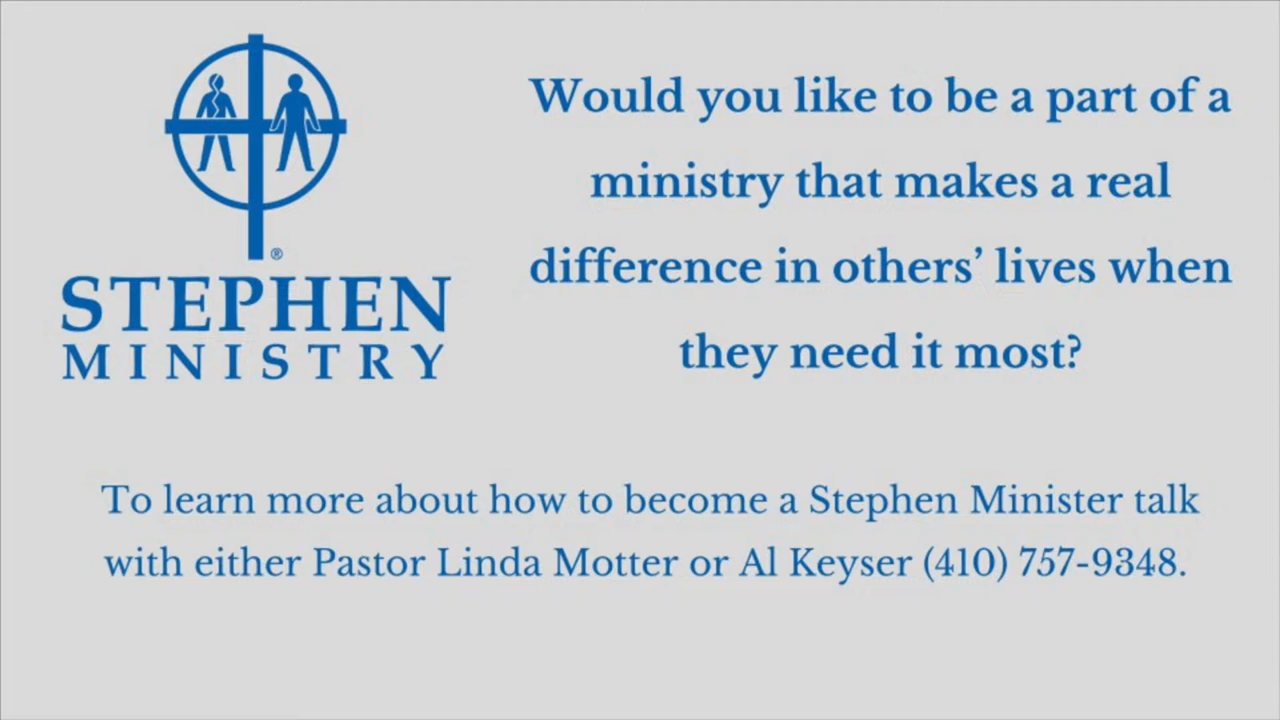 STEPHEN
MINISTRY
®
Would you like to be a part of a
ministry that makes a real
difference in others’ lives when
they need it most?
To learn more about how to become a Stephen Minister talk
with either Pastor Linda Motter or Al Keyser (410) 757-9348.